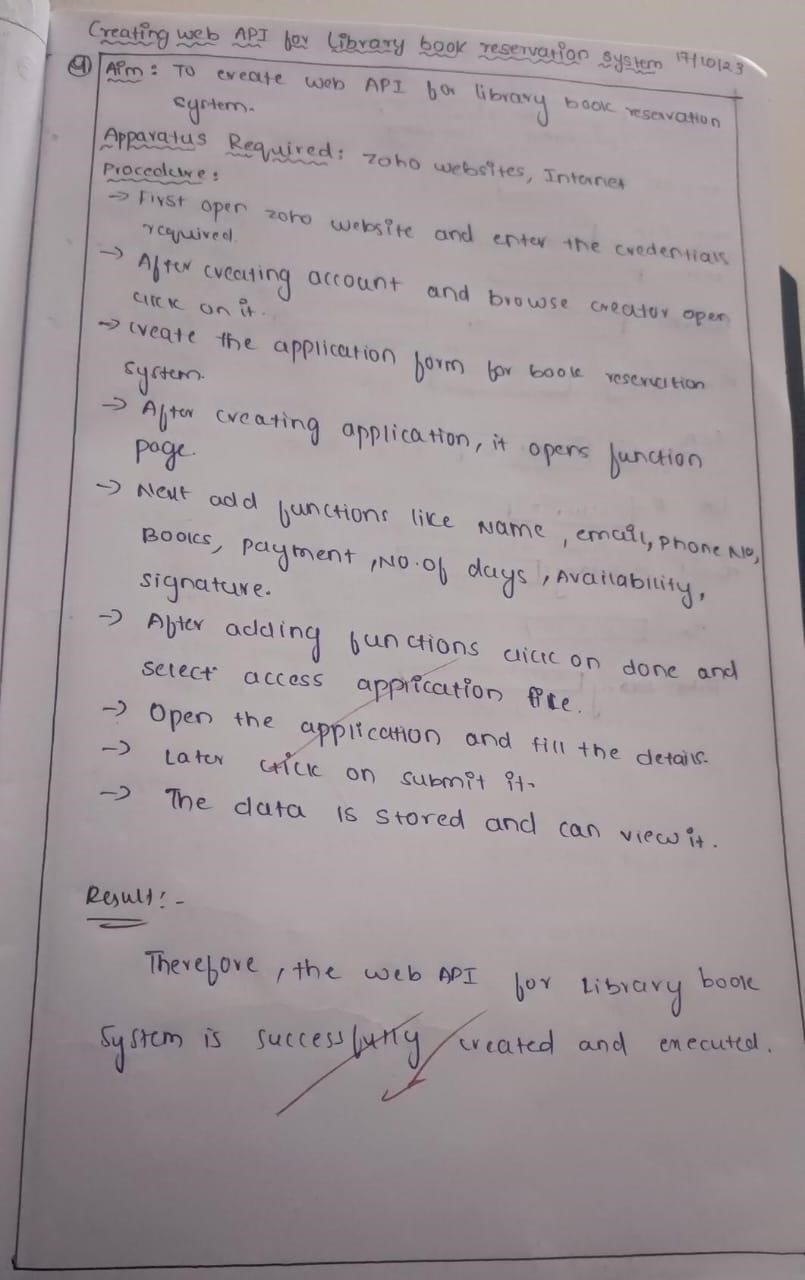 Creating web API for Library book reservation system 17/10/23
4) Aim: To create web API for library book reservation
system.
Apparatus Required: zoho websites, Internet
Procedure:
→ First open zoho website and enter the credentials
required.
→ After creating account and browse creator open
click on it.
→ create the application form for book reservation
system.
→ After creating application, it opens function
page.
→ Next add functions like Name, email, phone No,
Books, payment, No. of days, Availability,
signature.
→ After adding functions click on done and
select access application file.
→ Open the application and fill the details.
→ Later click on submit it.
→ The data is stored and can view it.
Result:-
Therefore, the web API for Library book
system is successfully created and executed.